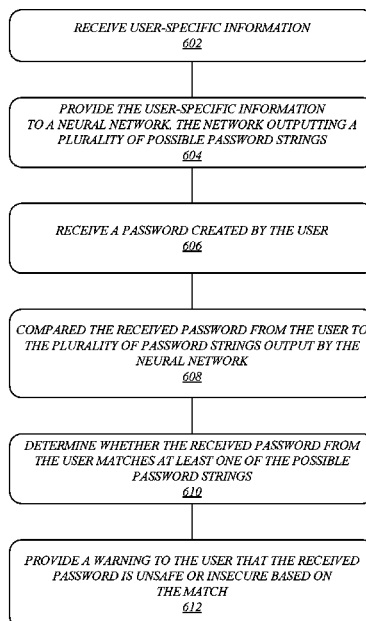 RECEIVE USER-SPECIFIC INFORMATION
602
PROVIDE THE USER-SPECIFIC INFORMATION
TO A NEURAL NETWORK, THE NETWORK OUTPUTTING A
PLURALITY OF POSSIBLE PASSWORD STRINGS
604
RECEIVE A PASSWORD CREATED BY THE USER
606
COMPARED THE RECEIVED PASSWORD FROM THE USER TO
THE PLURALITY OF PASSWORD STRINGS OUTPUT BY THE
NEURAL NETWORK
608
DETERMINE WHETHER THE RECEIVED PASSWORD FROM
THE USER MATCHES AT LEAST ONE OF THE POSSIBLE
PASSWORD STRINGS
610
PROVIDE A WARNING TO THE USER THAT THE RECEIVED
PASSWORD IS UNSAFE OR INSECURE BASED ON
THE MATCH
612